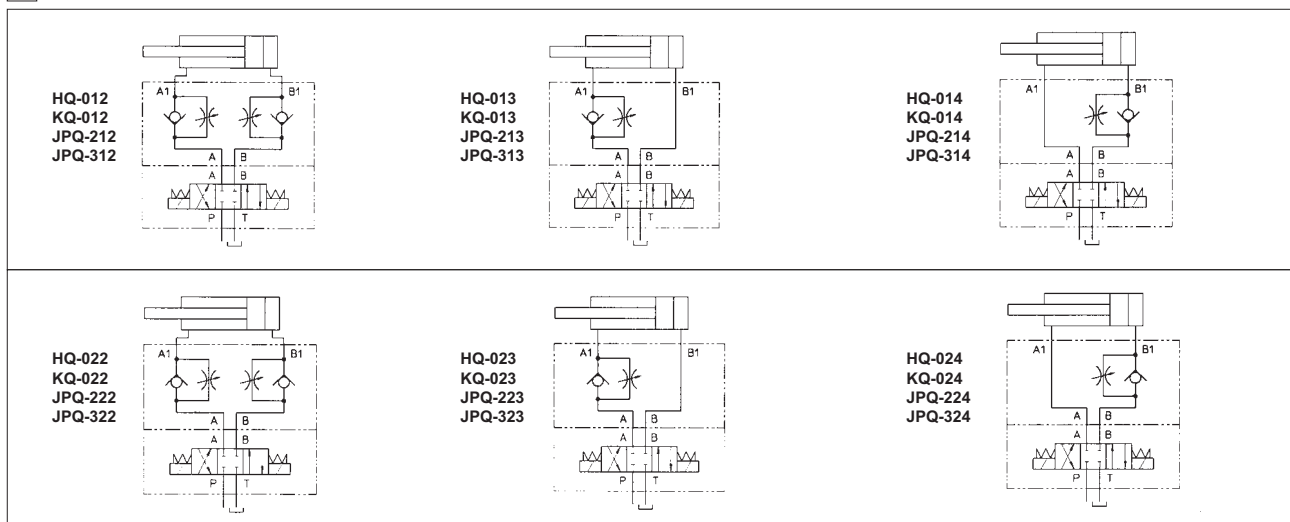 HQ-012
KQ-012
JPQ-212
JPQ-312
A1 B1
A B
A B
P T
HQ-013
KQ-013
JPQ-213
JPQ-313
A1 B1
A B
A B
P T
HQ-014
KQ-014
JPQ-214
JPQ-314
A1 B1
A B
A B
P T
HQ-022
KQ-022
JPQ-222
JPQ-322
A1 B1
A B
A B
P T
HQ-023
KQ-023
JPQ-223
JPQ-323
A1 B1
A B
A B
P T
HQ-024
KQ-024
JPQ-224
JPQ-324
A1 B1
A B
A B
P T